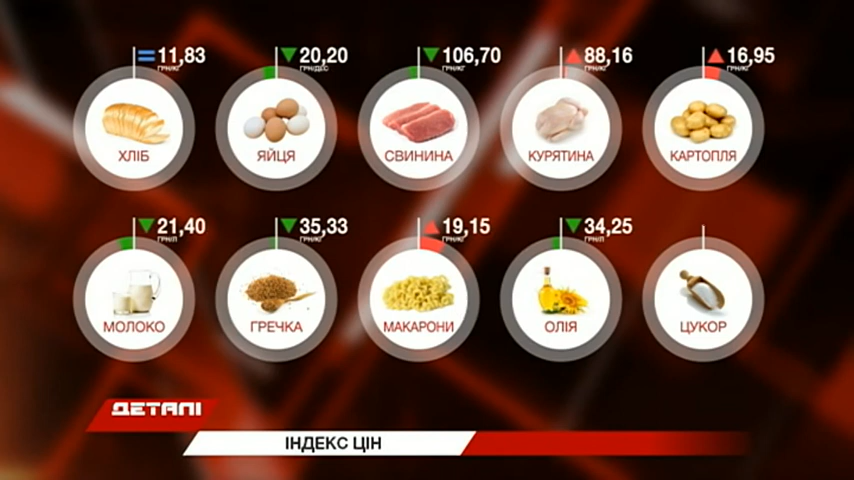 11,83
ГРН/КГ
ХЛІБ
20,20
ГРН/ДЕС
ЯЙЦЯ
106,70
ГРН/КГ
СВИНИНА
88,16
ГРН/КГ
КУРЯТИНА
16,95
ГРН/КГ
КАРТОПЛЯ
21,40
ГРН/Л
МОЛОКО
35,33
ГРН/КГ
ГРЕЧКА
19,15
ГРН/КГ
МАКАРОНИ
34,25
ГРН/Л
ОЛІЯ
ЦУКОР
ДЕТАЛІ
ІНДЕКС ЦІН